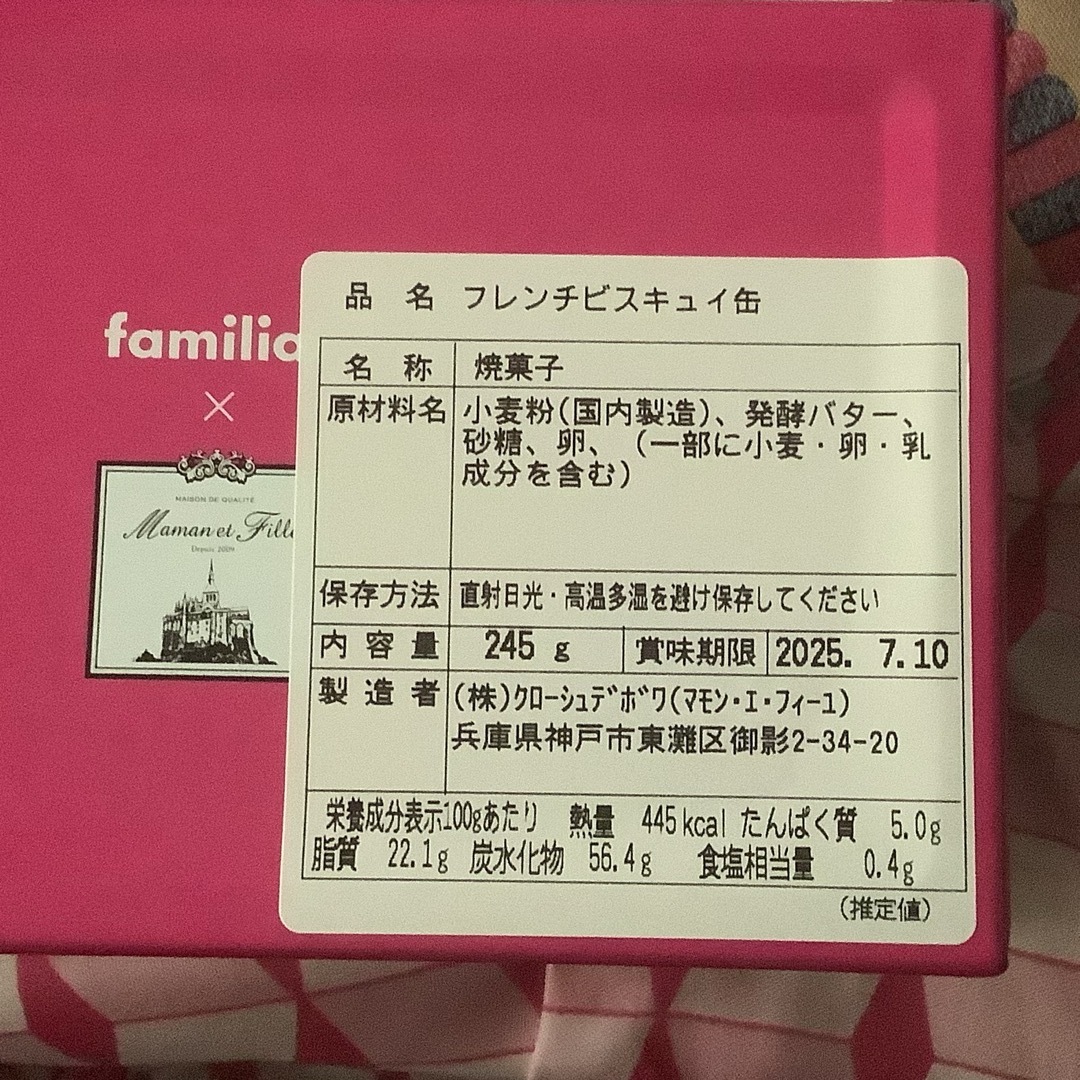 familia
×
MAISON DE QUALITÉ
Maman et Fille
Depuis 2009
品 名 フレンチビスキュイ缶
名 称 焼菓子
原材料名 小麦粉(国内製造)、発酵バター、
砂糖、卵、(一部に小麦・卵・乳
成分を含む)
保存方法 直射日光・高温多湿を避け保存してください
内 容 量 245 g 賞味期限 2025. 7.10
製 造 者 (株)クローシュデボワ(マモン・エ・フィーユ)
兵庫県神戸市東灘区御影2-34-20
栄養成分表示100gあたり 熱量 445kcal たんぱく質 5.0g
脂質 22.1g 炭水化物 56.4g 食塩相当量 0.4g
(推定値)